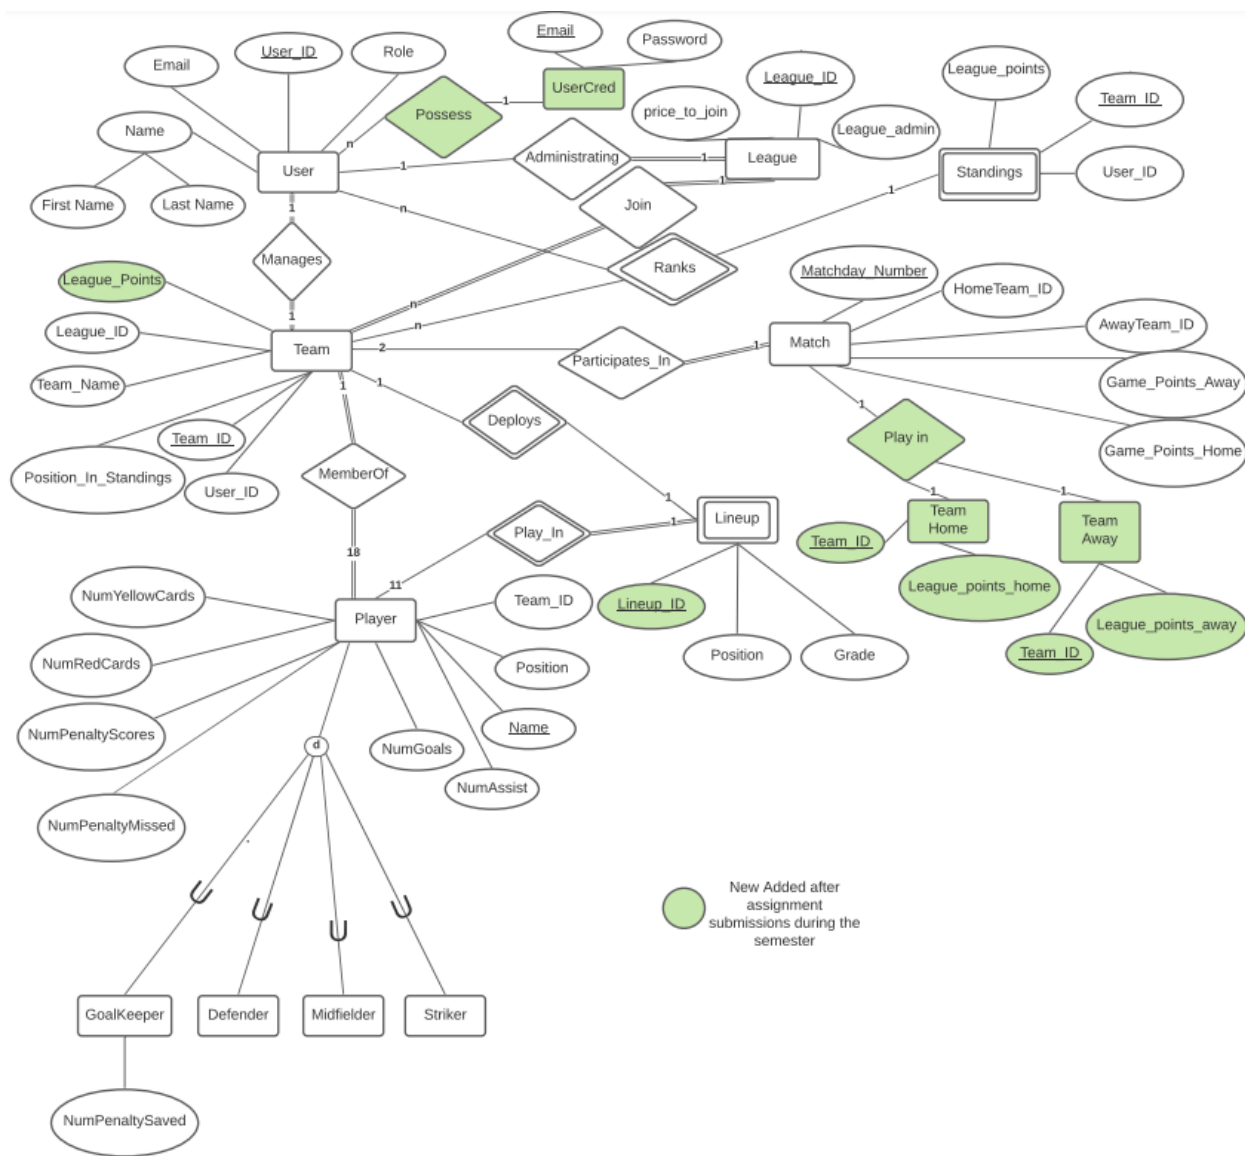 Email
User_ID
Role
Email
Password
UserCred
Possess
1
n
League_ID
price_to_join
League_admin
League
League_points
Team_ID
User_ID
Standings
Name
First Name
Last Name
User
1
Administrating
1
1
Join
n
1
Ranks
1
Manages
1
League_Points
League_ID
Team_Name
Position_In_Standings
Team_ID
User_ID
Team
n
n
2
Participates_In
1
Matchday_Number
HomeTeam_ID
AwayTeam_ID
Game_Points_Away
Game_Points_Home
Match
1
1
Deploys
1
1
Play in
1
1
Team
Home
Team
Away
Team_ID
League_points_home
League_points_away
Team_ID
MemberOf
18
Play_In
1
11
Lineup
Lineup_ID
Position
Grade
NumYellowCards
NumRedCards
NumPenaltyScores
NumPenaltyMissed
Player
Team_ID
Position
Name
NumGoals
NumAssist
d
GoalKeeper
Defender
Midfielder
Striker
NumPenaltySaved
New Added after
assignment
submissions during the
semester